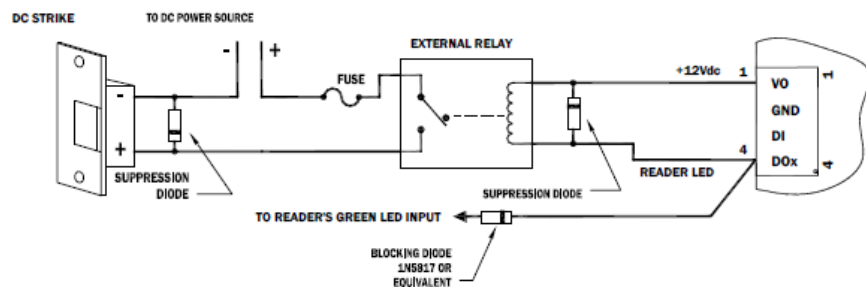 DC STRIKE
TO DC POWER SOURCE
- +
EXTERNAL RELAY
FUSE
+12Vdc
1
VO
1
GND
DI
4
DOx
4
-
+
SUPPRESSION
DIODE
SUPPRESSION DIODE
READER LED
TO READER'S GREEN LED INPUT
BLOCKING DIODE
1N5817 OR
EQUIVALENT